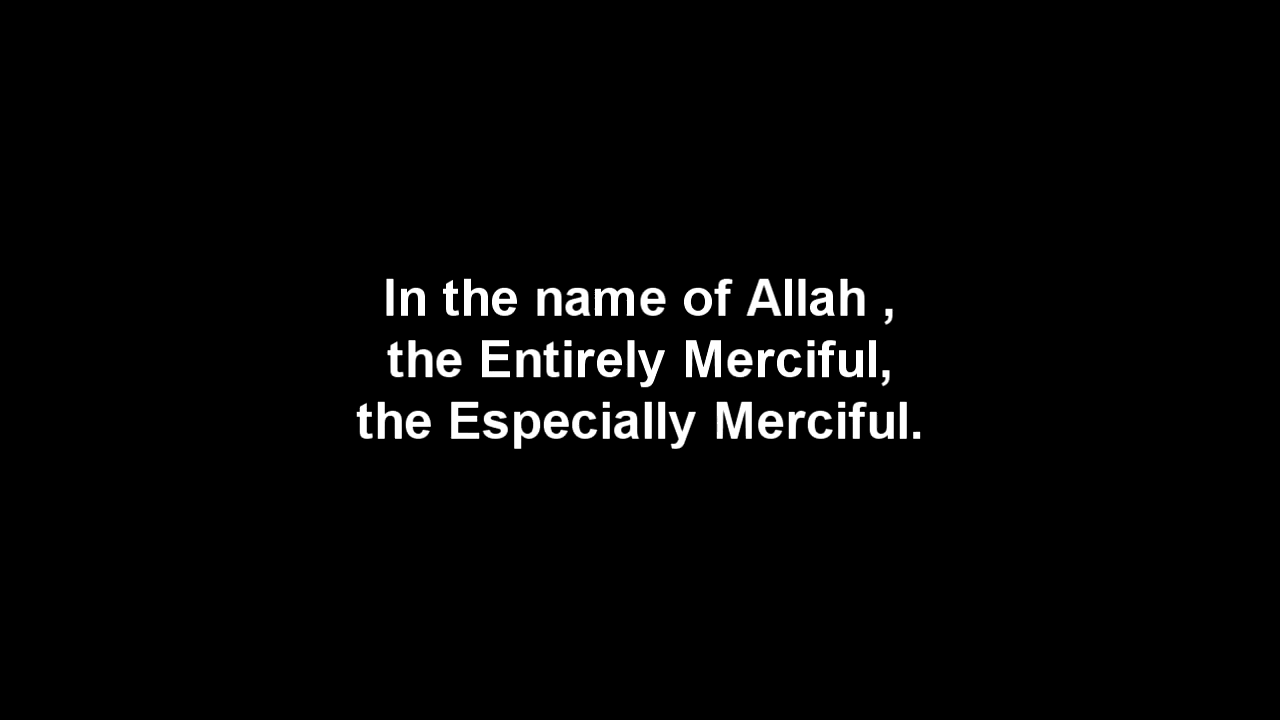 In the name of Allah ,
the Entirely Merciful,
the Especially Merciful.